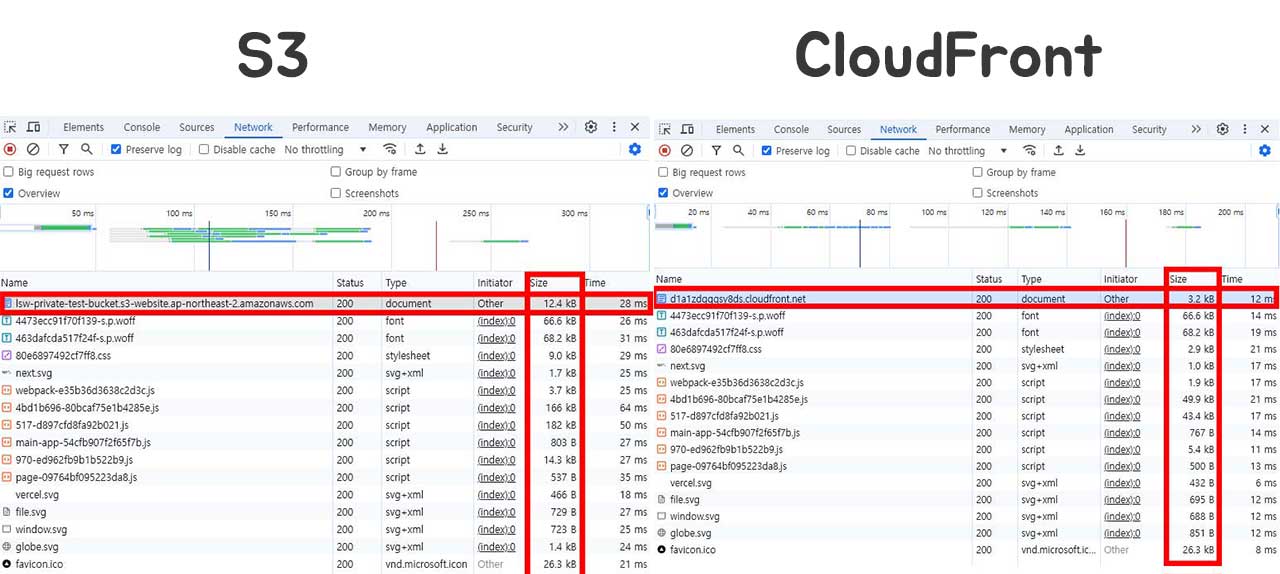 S3
CloudFront
Elements Console Sources Network Performance Memory Application Security
Preserve log Disable cache No throttling
Big request rows Group by frame
Overview Screenshots
50 ms 100 ms 150 ms 200 ms 250 ms 300 ms
Name Status Type Initiator Size Time
lsw-private-test-bucket.s3-website.ap-northeast-2.amazonaws.com 200 document Other 12.4 kB 28 ms
4473ecc91f70f139-s.p.woff 200 font (index):0 66.6 kB 26 ms
463dafcda517f24f-s.p.woff 200 font (index):0 68.2 kB 31 ms
80e6897492cf7ff8.css 200 stylesheet (index):0 9.0 kB 29 ms
next.svg 200 svg+xml (index):0 1.7 kB 25 ms
webpack-e35b36d3638c2d3c.js 200 script (index):0 3.7 kB 25 ms
4bd1b696-80bcaf75e1b4285e.js 200 script (index):0 166 kB 64 ms
517-d897cfd8fa92b021.js 200 script (index):0 182 kB 50 ms
main-app-54cfb907f2f65f7b.js 200 script (index):0 803 B 27 ms
970-ed962fb9b1b522b9.js 200 script (index):0 14.3 kB 27 ms
page-09764bf095223da8.js 200 script (index):0 537 B 35 ms
vercel.svg 200 svg+xml (index):0 466 B 18 ms
file.svg 200 svg+xml (index):0 729 B 27 ms
window.svg 200 svg+xml (index):0 723 B 25 ms
globe.svg 200 svg+xml (index):0 1.4 kB 24 ms
favicon.ico 200 vnd.microsoft.icon Other 26.3 kB 21 ms
Elements Console Sources Network Performance Memory Application Security
Preserve log Disable cache No throttling
Big request rows Group by frame
Overview Screenshots
20 ms 40 ms 60 ms 80 ms 100 ms 120 ms 140 ms 160 ms 180 ms 200 ms
Name Status Type Initiator Size Time
200 document Other 3.2 kB 12 ms
4473ecc91f70f139-s.p.woff 200 font (index):0 66.6 kB 14 ms
463dafcda517f24f-s.p.woff 200 font (index):0 68.2 kB 19 ms
80e6897492cf7ff8.css 200 stylesheet (index):0 2.9 kB 21 ms
next.svg 200 svg+xml (index):0 1.0 kB 17 ms
webpack-e35b36d3638c2d3c.js 200 script (index):0 1.9 kB 17 ms
4bd1b696-80bcaf75e1b4285e.js 200 script (index):0 49.9 kB 21 ms
517-d897cfd8fa92b021.js 200 script (index):0 43.4 kB 17 ms
main-app-54cfb907f2f65f7b.js 200 script (index):0 767 B 14 ms
970-ed962fb9b1b522b9.js 200 script (index):0 5.4 kB 11 ms
page-09764bf095223da8.js 200 script (index):0 500 B 13 ms
vercel.svg 200 svg+xml (index):0 432 B 6 ms
file.svg 200 svg+xml (index):0 695 B 12 ms
window.svg 200 svg+xml (index):0 688 B 12 ms
globe.svg 200 svg+xml (index):0 851 B 12 ms
favicon.ico 200 vnd.microsoft.ic... Other 26.3 kB 8 ms